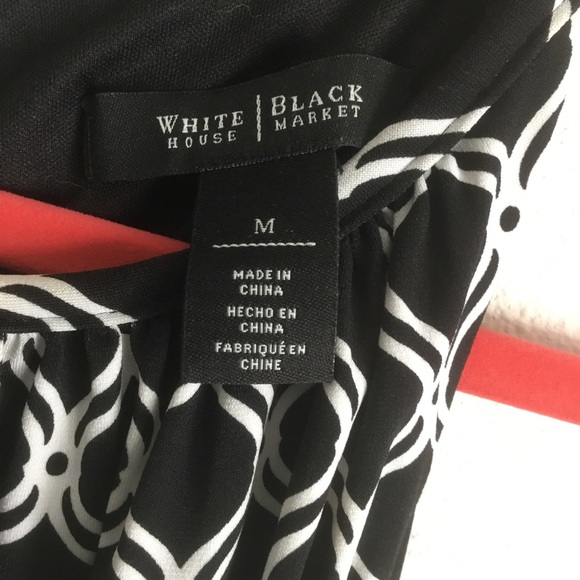 WHITE | BLACK
HOUSE | MARKET
M
MADE IN
CHINA
HECHO EN
CHINA
FABRIQUÉ EN
CHINE